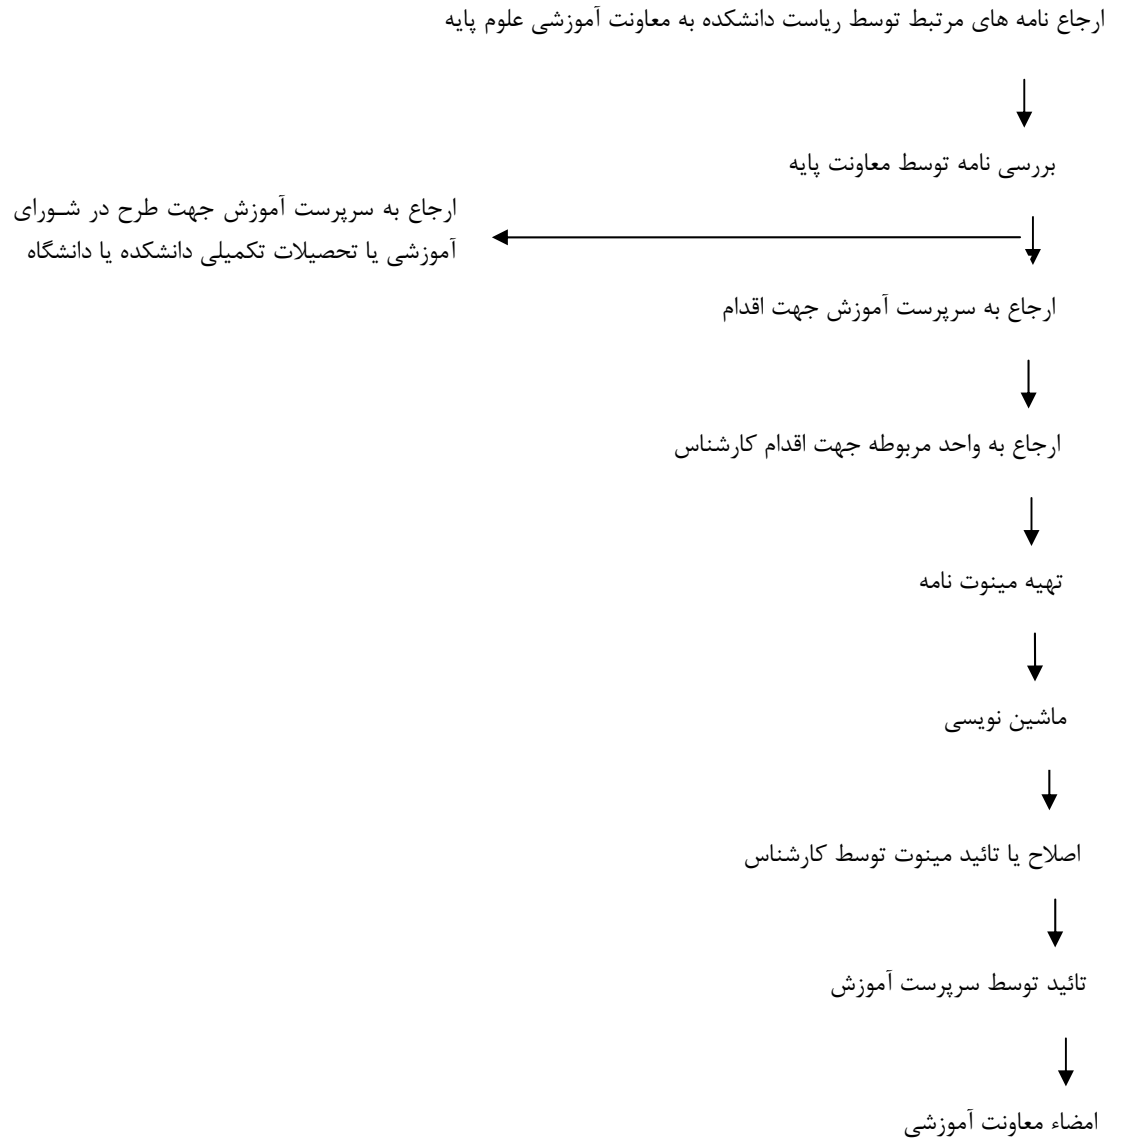 ارجاع نامه های مرتبط توسط ریاست دانشکده به معاونت آموزشی علوم پایه
بررسی نامه توسط معاونت پایه
ارجاع به سرپرست آموزش جهت طرح در شـورای
آموزشی یا تحصیلات تکمیلی دانشکده یا دانشگاه
ارجاع به سرپرست آموزش جهت اقدام
ارجاع به واحد مربوطه جهت اقدام کارشناس
تهیه مینوت نامه
ماشین نویسی
اصلاح یا تائید مینوت توسط کارشناس
تائید توسط سرپرست آموزش
امضاء معاونت آموزشی